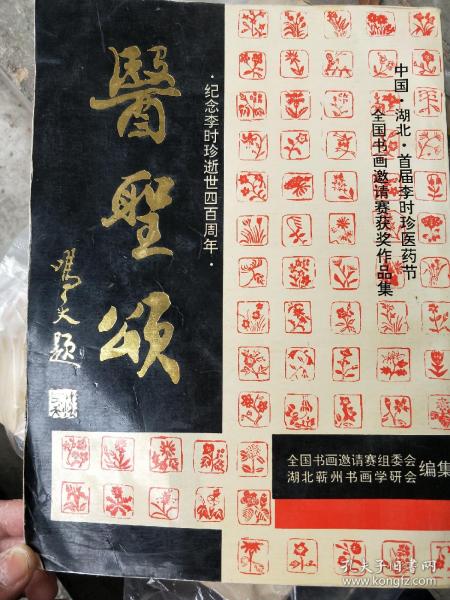 醫聖頌
·纪念李时珍逝世四百周年·
中国·湖北·首届李时珍医药节
全国书画邀请赛获奖作品集
题
全国书画邀请赛组委会
湖北蕲州书画学研会
编集
孔夫子旧书网
www.kongfz.com